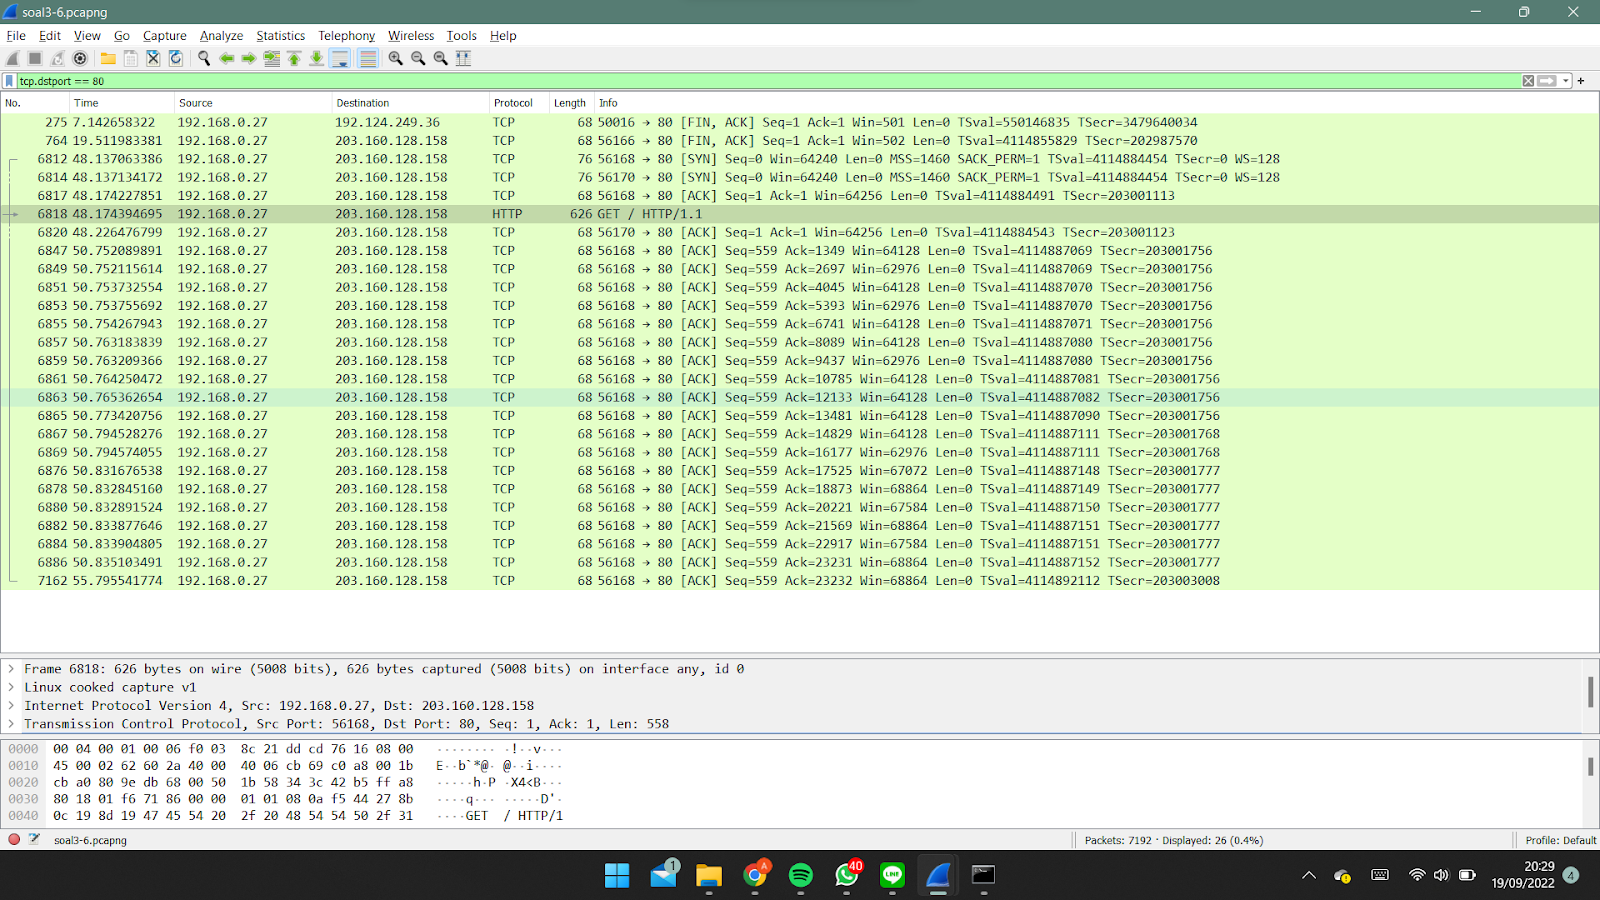 soal3-6.pcapng
File Edit View Go Capture Analyze Statistics Telephony Wireless Tools Help
tcp.dstport == 80
No. Time Source Destination Protocol Length Info
275 7.142658322 192.168.0.27 192.124.249.36 TCP 68 50016 → 80 [FIN, ACK] Seq=1 Ack=1 Win=501 Len=0 TSval=550146835 TSecr=3479640034
764 19.511983381 192.168.0.27 203.160.128.158 TCP 68 56166 → 80 [FIN, ACK] Seq=1 Ack=1 Win=502 Len=0 TSval=4114855829 TSecr=202987570
6812 48.137063386 192.168.0.27 203.160.128.158 TCP 76 56168 → 80 [SYN] Seq=0 Win=64240 Len=0 MSS=1460 SACK_PERM=1 TSval=4114884454 TSecr=0 WS=128
6814 48.137134172 192.168.0.27 203.160.128.158 TCP 76 56170 → 80 [SYN] Seq=0 Win=64240 Len=0 MSS=1460 SACK_PERM=1 TSval=4114884454 TSecr=0 WS=128
6817 48.174227851 192.168.0.27 203.160.128.158 TCP 68 56168 → 80 [ACK] Seq=1 Ack=1 Win=64256 Len=0 TSval=4114884491 TSecr=203001113
6818 48.174394695 192.168.0.27 203.160.128.158 HTTP 626 GET / HTTP/1.1
6820 48.226476799 192.168.0.27 203.160.128.158 TCP 68 56170 → 80 [ACK] Seq=1 Ack=1 Win=64256 Len=0 TSval=4114884543 TSecr=203001123
6847 50.752089891 192.168.0.27 203.160.128.158 TCP 68 56168 → 80 [ACK] Seq=559 Ack=1349 Win=64128 Len=0 TSval=4114887069 TSecr=203001756
6849 50.752115614 192.168.0.27 203.160.128.158 TCP 68 56168 → 80 [ACK] Seq=559 Ack=2697 Win=62976 Len=0 TSval=4114887069 TSecr=203001756
6851 50.753732554 192.168.0.27 203.160.128.158 TCP 68 56168 → 80 [ACK] Seq=559 Ack=4045 Win=64128 Len=0 TSval=4114887070 TSecr=203001756
6853 50.753755692 192.168.0.27 203.160.128.158 TCP 68 56168 → 80 [ACK] Seq=559 Ack=5393 Win=62976 Len=0 TSval=4114887070 TSecr=203001756
6855 50.754267943 192.168.0.27 203.160.128.158 TCP 68 56168 → 80 [ACK] Seq=559 Ack=6741 Win=64128 Len=0 TSval=4114887071 TSecr=203001756
6857 50.763183839 192.168.0.27 203.160.128.158 TCP 68 56168 → 80 [ACK] Seq=559 Ack=8089 Win=64128 Len=0 TSval=4114887080 TSecr=203001756
6859 50.763209366 192.168.0.27 203.160.128.158 TCP 68 56168 → 80 [ACK] Seq=559 Ack=9437 Win=62976 Len=0 TSval=4114887080 TSecr=203001756
6861 50.764250472 192.168.0.27 203.160.128.158 TCP 68 56168 → 80 [ACK] Seq=559 Ack=10785 Win=64128 Len=0 TSval=4114887081 TSecr=203001756
6863 50.765362654 192.168.0.27 203.160.128.158 TCP 68 56168 → 80 [ACK] Seq=559 Ack=12133 Win=64128 Len=0 TSval=4114887082 TSecr=203001756
6865 50.773420756 192.168.0.27 203.160.128.158 TCP 68 56168 → 80 [ACK] Seq=559 Ack=13481 Win=64128 Len=0 TSval=4114887090 TSecr=203001756
6867 50.794528276 192.168.0.27 203.160.128.158 TCP 68 56168 → 80 [ACK] Seq=559 Ack=14829 Win=64128 Len=0 TSval=4114887111 TSecr=203001768
6869 50.794574055 192.168.0.27 203.160.128.158 TCP 68 56168 → 80 [ACK] Seq=559 Ack=16177 Win=62976 Len=0 TSval=4114887111 TSecr=203001768
6876 50.831676538 192.168.0.27 203.160.128.158 TCP 68 56168 → 80 [ACK] Seq=559 Ack=17525 Win=67072 Len=0 TSval=4114887148 TSecr=203001777
6878 50.832845160 192.168.0.27 203.160.128.158 TCP 68 56168 → 80 [ACK] Seq=559 Ack=18873 Win=68864 Len=0 TSval=4114887149 TSecr=203001777
6880 50.832891524 192.168.0.27 203.160.128.158 TCP 68 56168 → 80 [ACK] Seq=559 Ack=20221 Win=67584 Len=0 TSval=4114887150 TSecr=203001777
6882 50.833877646 192.168.0.27 203.160.128.158 TCP 68 56168 → 80 [ACK] Seq=559 Ack=21569 Win=68864 Len=0 TSval=4114887151 TSecr=203001777
6884 50.833904805 192.168.0.27 203.160.128.158 TCP 68 56168 → 80 [ACK] Seq=559 Ack=22917 Win=67584 Len=0 TSval=4114887151 TSecr=203001777
6886 50.835103491 192.168.0.27 203.160.128.158 TCP 68 56168 → 80 [ACK] Seq=559 Ack=23231 Win=68864 Len=0 TSval=4114887152 TSecr=203001777
7162 55.795541774 192.168.0.27 203.160.128.158 TCP 68 56168 → 80 [ACK] Seq=559 Ack=23232 Win=68864 Len=0 TSval=4114892112 TSecr=203003008
Frame 6818: 626 bytes on wire (5008 bits), 626 bytes captured (5008 bits) on interface any, id 0
Linux cooked capture v1
Internet Protocol Version 4, Src: 192.168.0.27, Dst: 203.160.128.158
Transmission Control Protocol, Src Port: 56168, Dst Port: 80, Seq: 1, Ack: 1, Len: 558
0000 00 04 00 01 00 06 f0 03 8c 21 dd cd 76 16 08 00 ········ ·!··v···
0010 45 00 02 62 60 2a 40 00 40 06 cb 69 c0 a8 00 1b E··b`*@· @··i····
0020 cb a0 80 9e db 68 00 50 1b 58 34 3c 42 b5 ff a8 ·····h·P ·X4<B···
0030 80 18 01 f6 71 86 00 00 01 01 08 0a f5 44 27 8b ····q··· ·····D'·
0040 0c 19 8d 19 47 45 54 20 2f 20 48 54 54 50 2f 31 ····GET / HTTP/1
soal3-6.pcapng Packets: 7192 · Displayed: 26 (0.4%) Profile: Default
1 A 40 LINE 20:29 4
19/09/2022